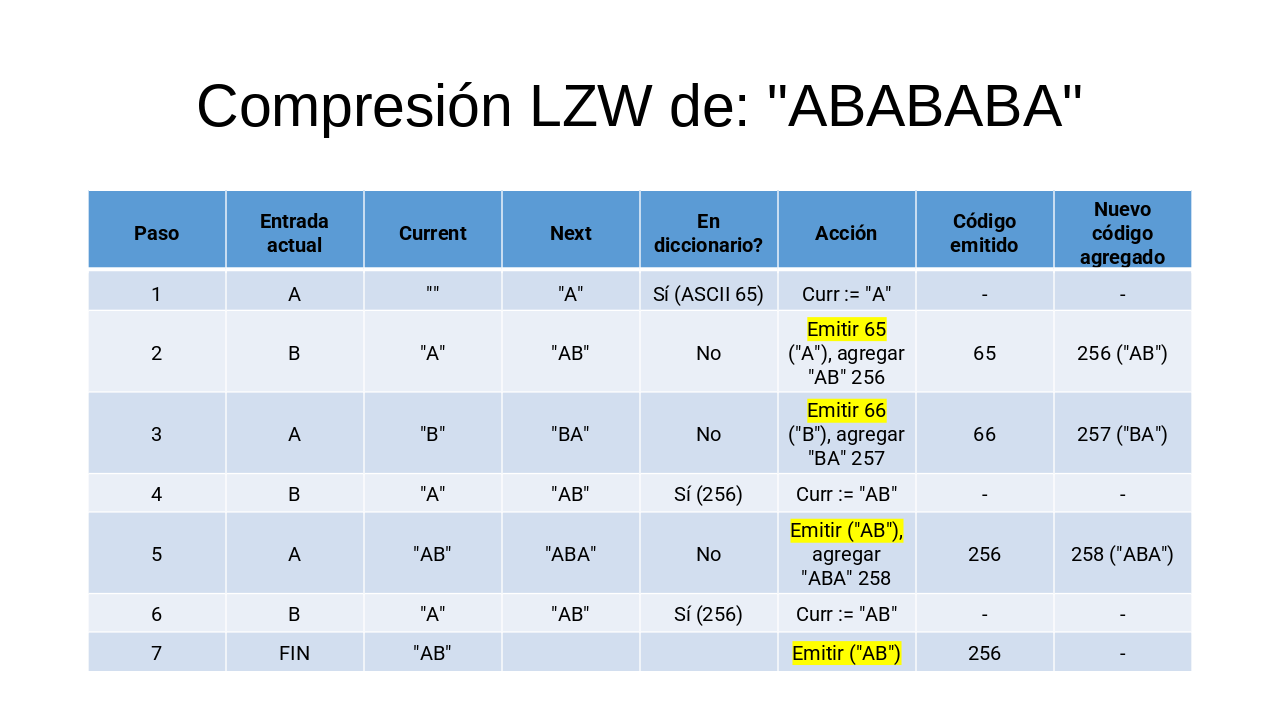 Compresión LZW de: "ABABABA"
Paso
Entrada
actual
Current
Next
En
diccionario?
Acción
Código
emitido
Nuevo
código
agregado
1
A
""
"A"
Sí (ASCII 65)
Curr := "A"
-
-
2
B
"A"
"AB"
No
Emitir 65
("A"), agregar
"AB" 256
65
256 ("AB")
3
A
"B"
"BA"
No
Emitir 66
("B"), agregar
"BA" 257
66
257 ("BA")
4
B
"A"
"AB"
Sí (256)
Curr := "AB"
-
-
5
A
"AB"
"ABA"
No
Emitir ("AB"),
agregar
"ABA" 258
256
258 ("ABA")
6
B
"A"
"AB"
Sí (256)
Curr := "AB"
-
-
7
FIN
"AB"
Emitir ("AB")
256
-